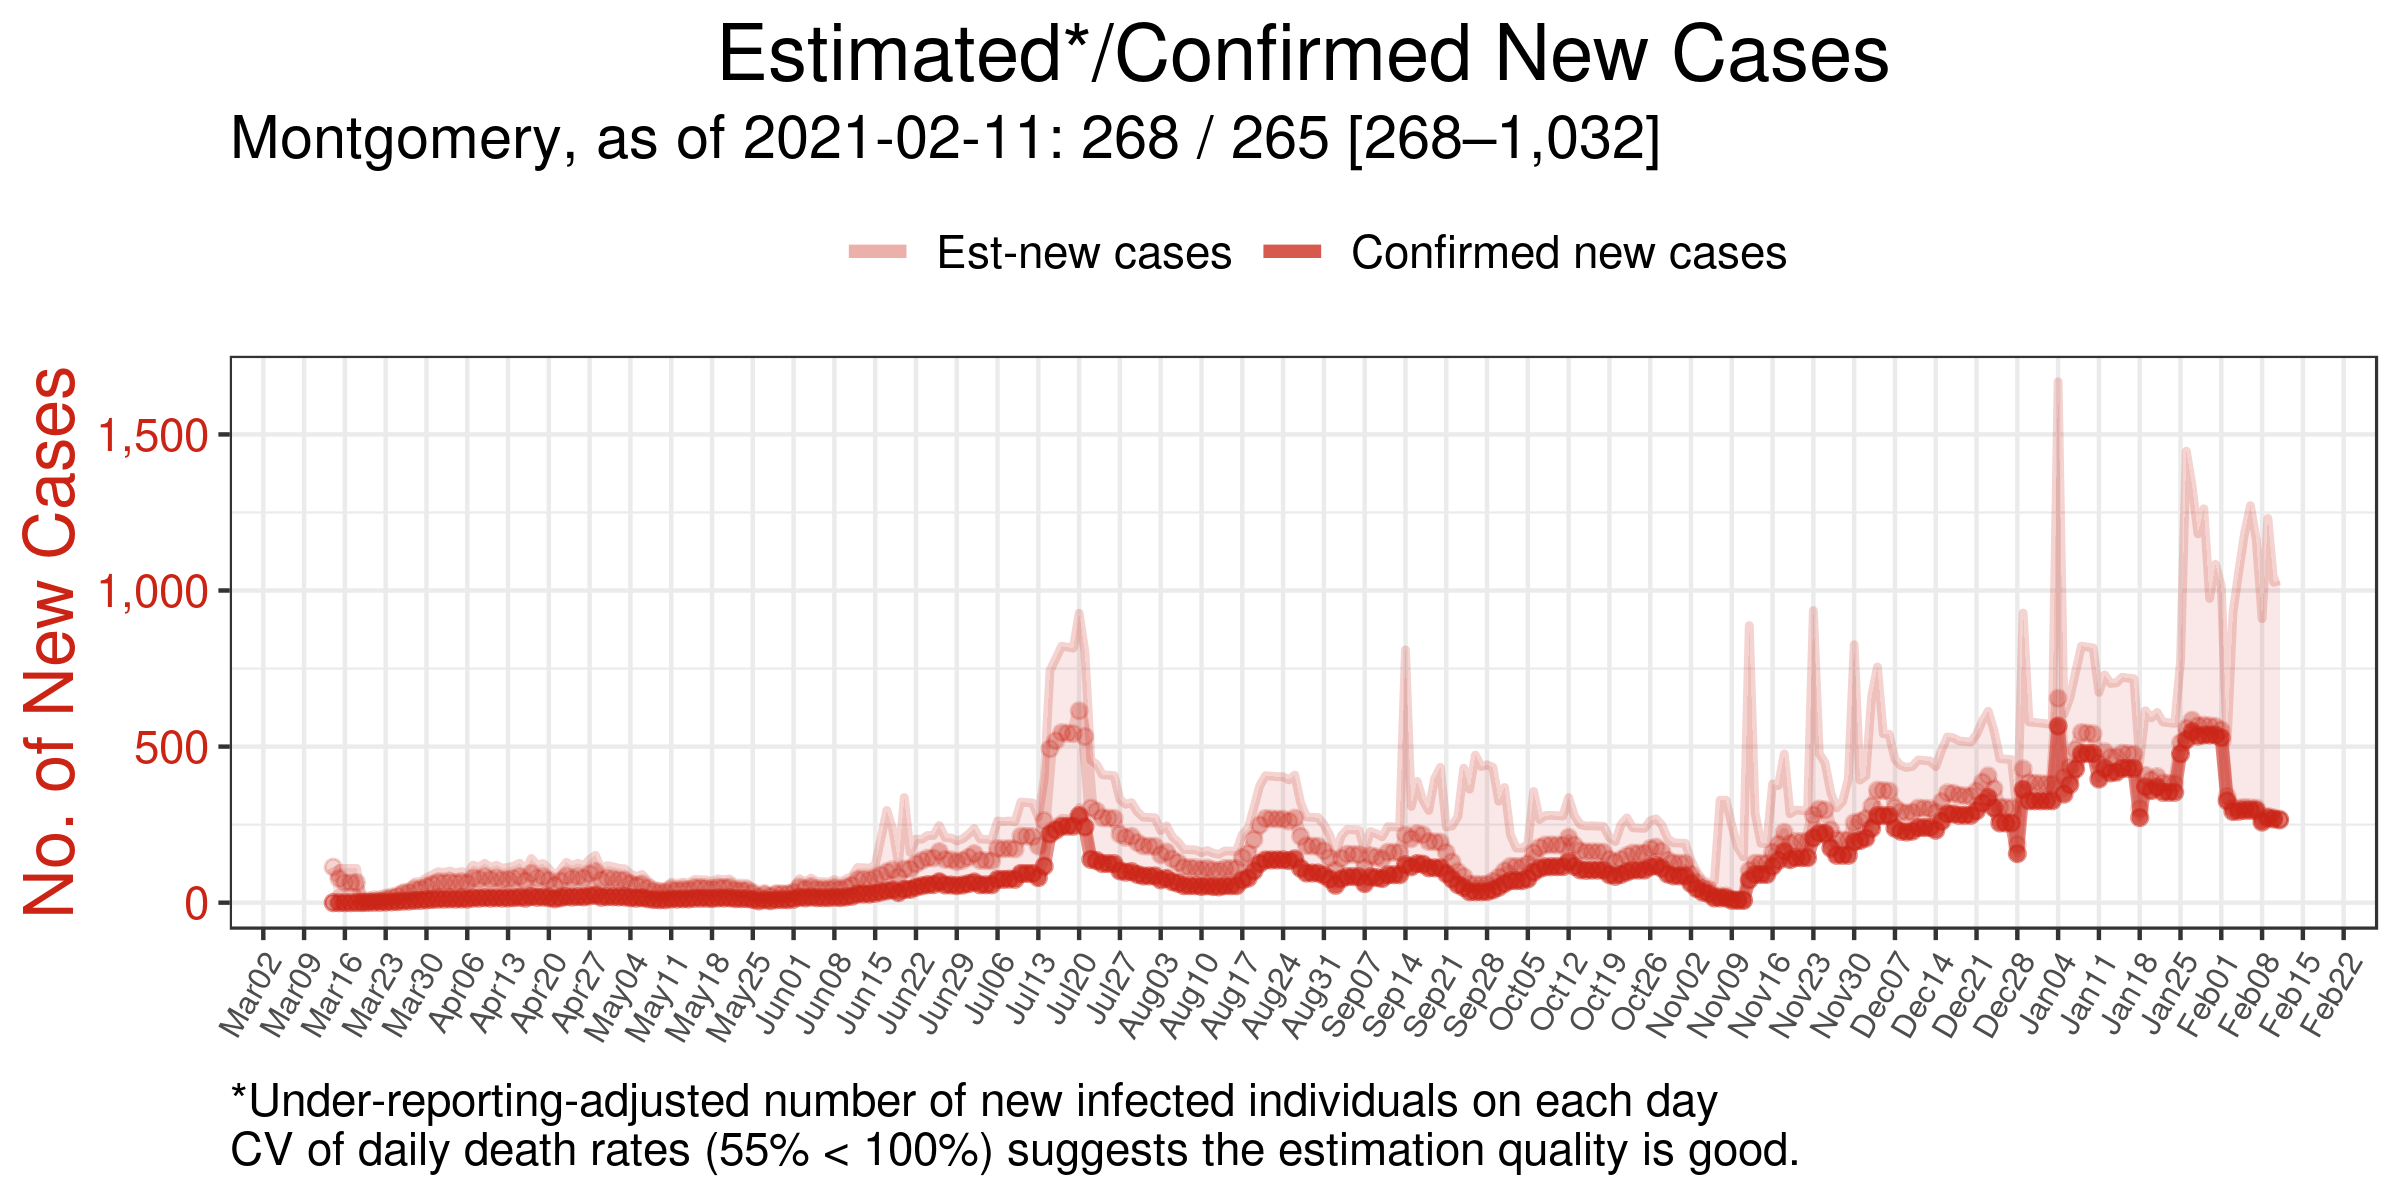 Estimated*/Confirmed New Cases
Montgomery, as of 2021-02-11: 268 / 265 [268–1,032]
Est-new cases
Confirmed new cases
No. of New Cases
1,500
1,000
500
0
Mar02
Mar09
Mar16
Mar23
Mar30
Apr06
Apr13
Apr20
Apr27
May04
May11
May18
May25
Jun01
Jun08
Jun15
Jun22
Jun29
Jul06
Jul13
Jul20
Jul27
Aug03
Aug10
Aug17
Aug24
Aug31
Sep07
Sep14
Sep21
Sep28
Oct05
Oct12
Oct19
Oct26
Nov02
Nov09
Nov16
Nov23
Nov30
Dec07
Dec14
Dec21
Dec28
Jan04
Jan11
Jan18
Jan25
Feb01
Feb08
Feb15
Feb22
*Under-reporting-adjusted number of new infected individuals on each day
CV of daily death rates (55% < 100%) suggests the estimation quality is good.